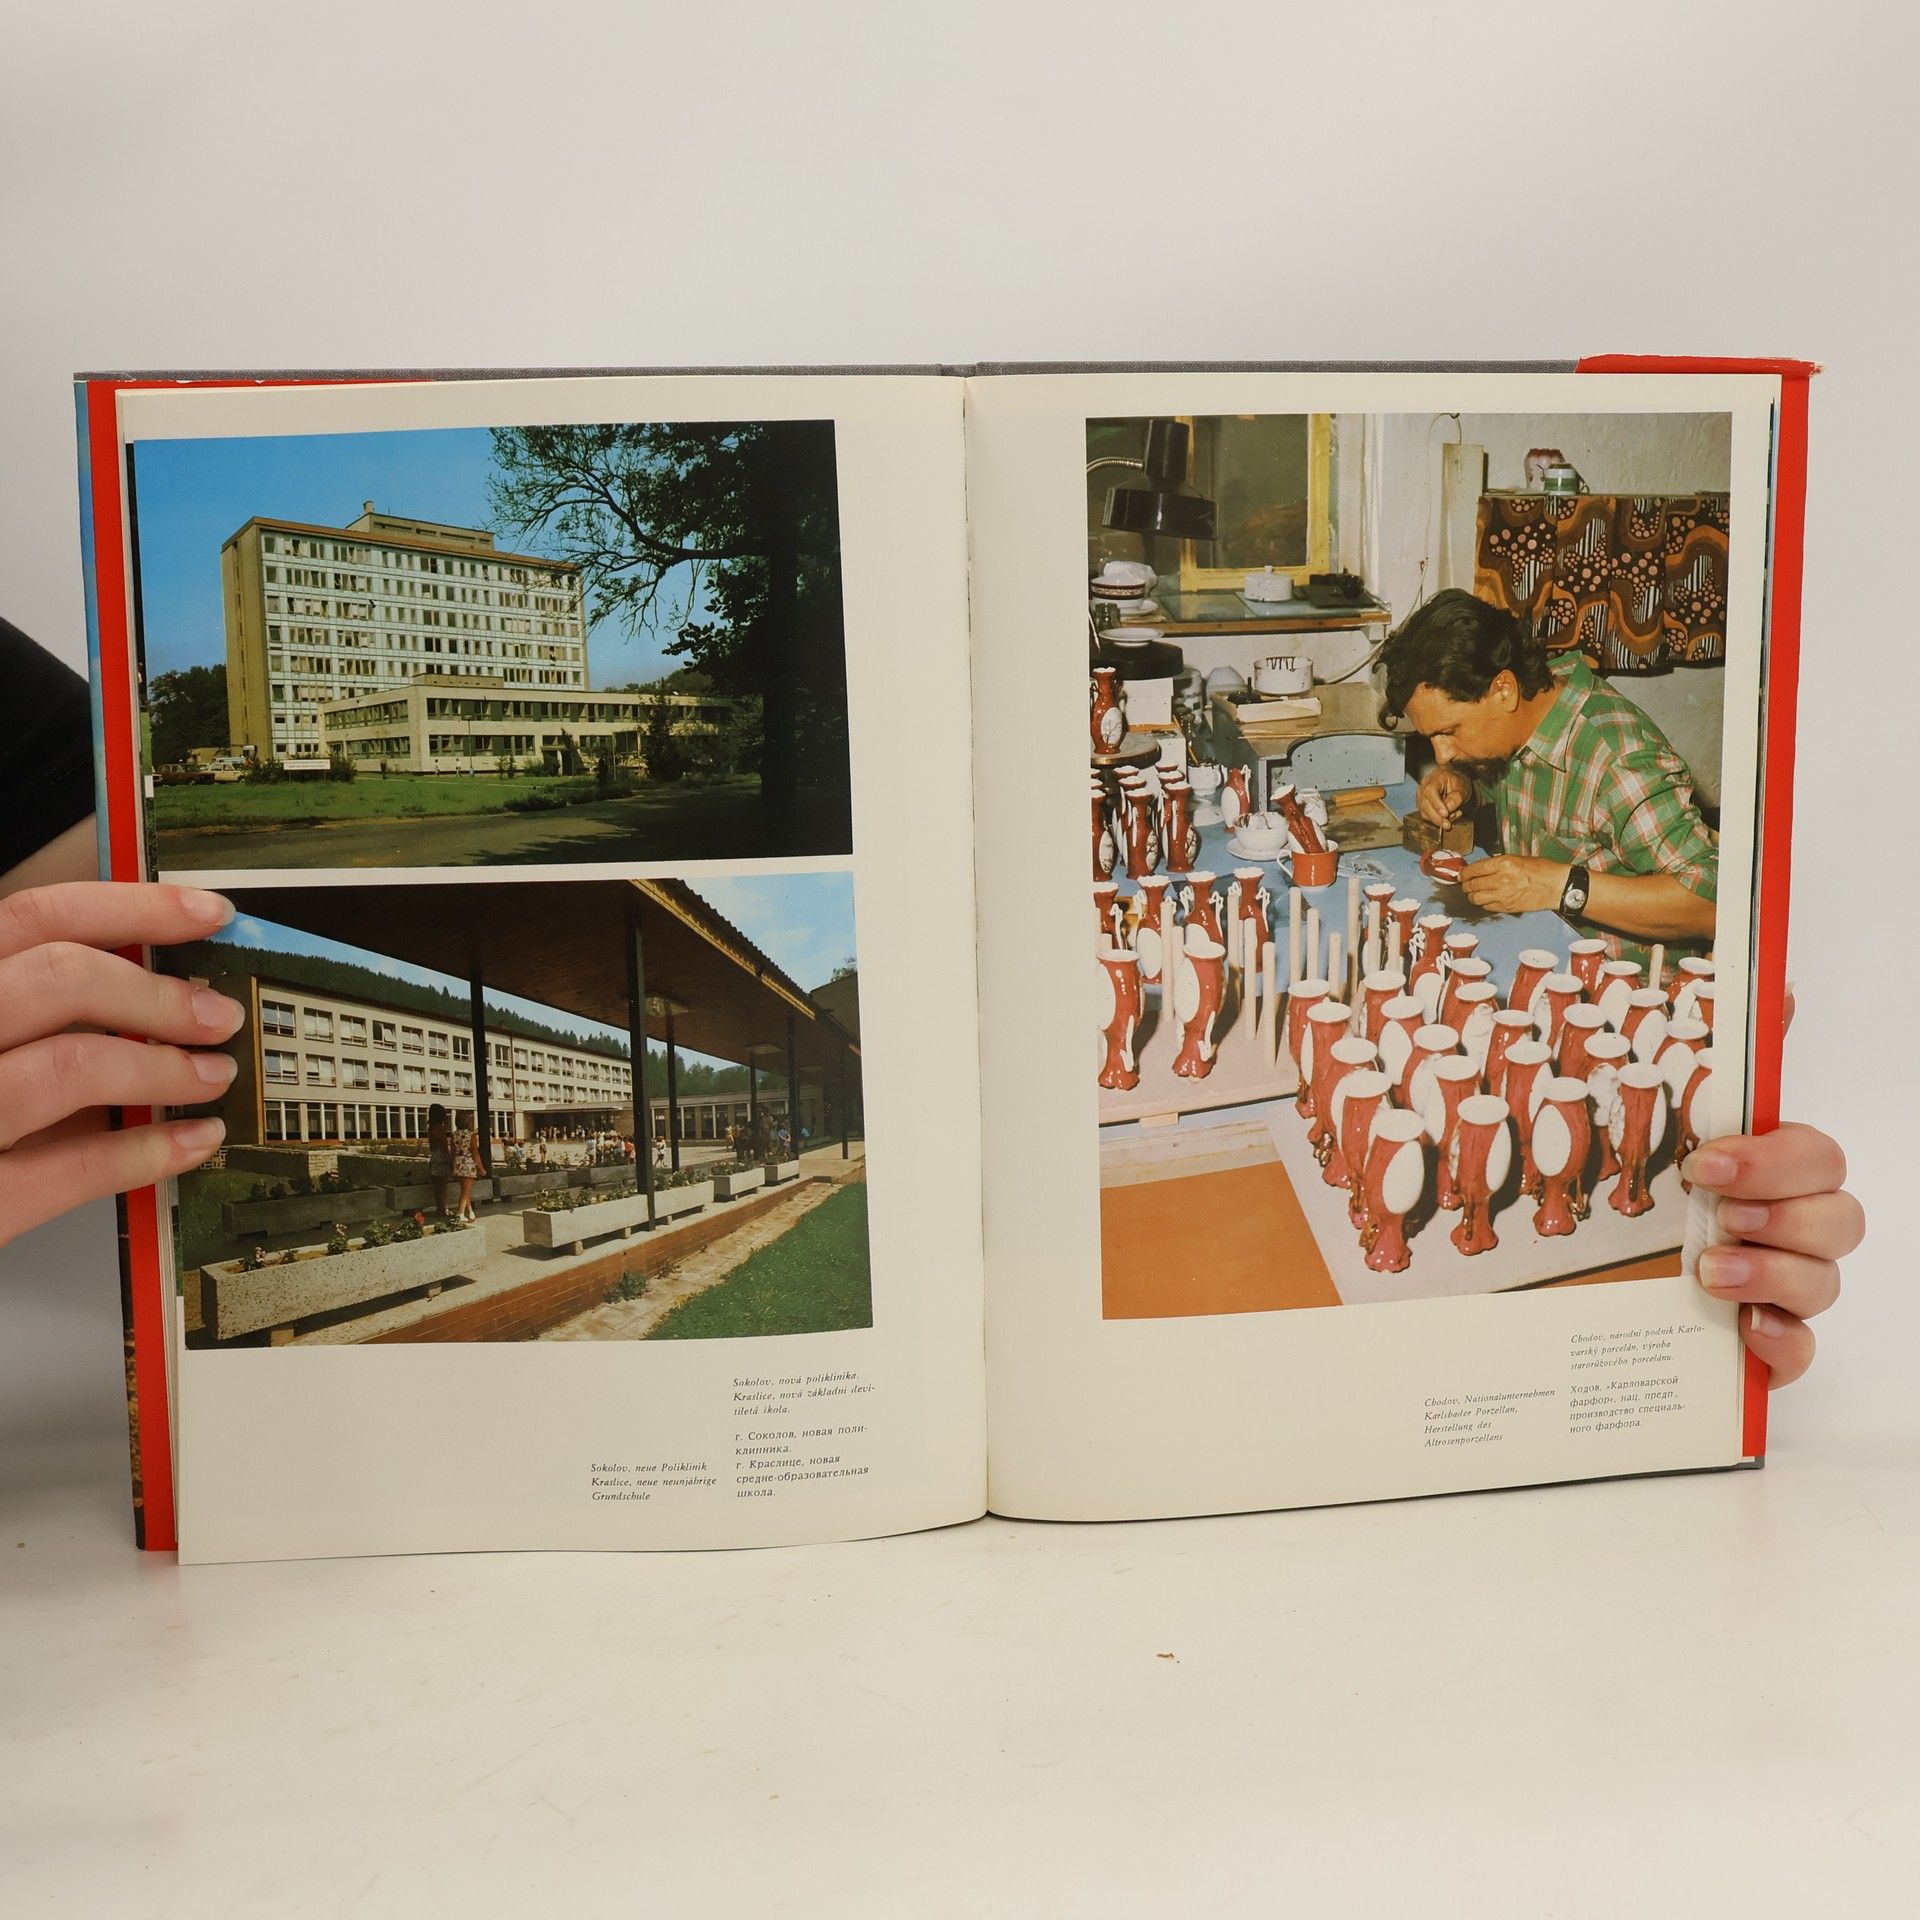 Sokolov, nová poliklinika.
Kraslice, nová základní deví-
tiletá škola.
г. Соколов, новая поли-
клинника.
г. Краслице, новая
средне-образовательная
школа.
Sokolov, neue Poliklinik
Kraslice, neue neunjährige
Grundschule
Chodov, národní podnik Karlo-
varský porcelán, výroba
starorůžového porcelánu.
Ходов, »Карловарской
фарфор«, нац. предп.,
производство специаль-
ного фарфора.
Chodov, Nationalunternehmen
Karlsbader Porzellan,
Herstellung des
Altrosenporzellans